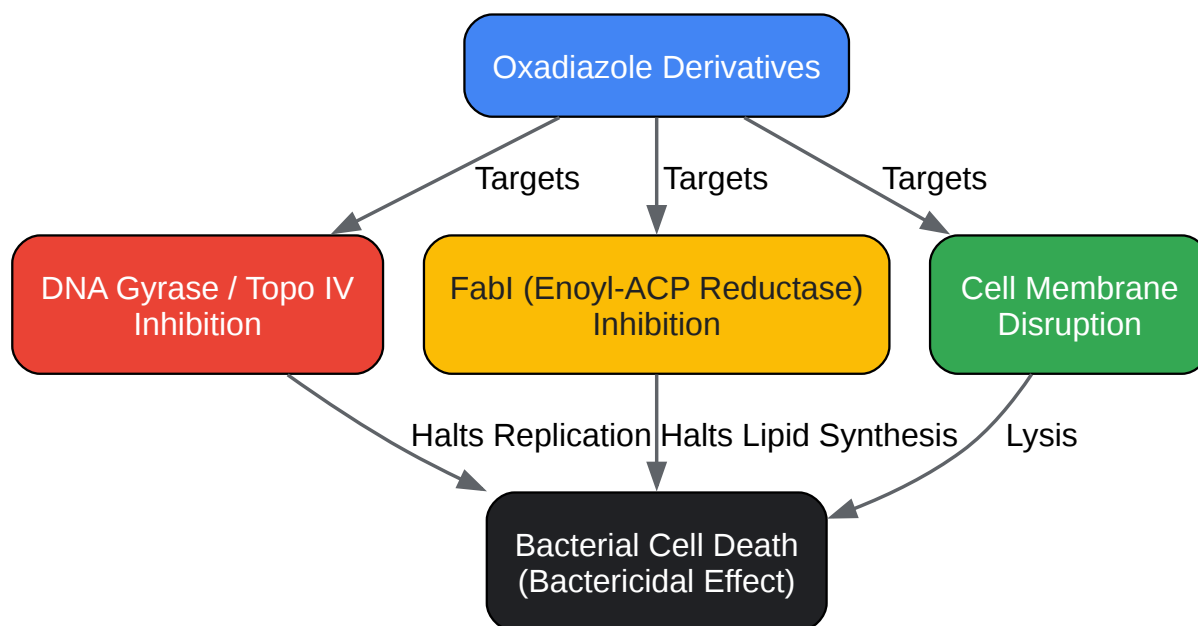 Oxadiazole Derivatives
Targets
Targets
Targets
DNA Gyrase / Topo IV
Inhibition
FabI (Enoyl-ACP Reductase)
Inhibition
Cell Membrane
Disruption
Halts Replication
Halts Lipid Synthesis
Lysis
Bacterial Cell Death
(Bactericidal Effect)